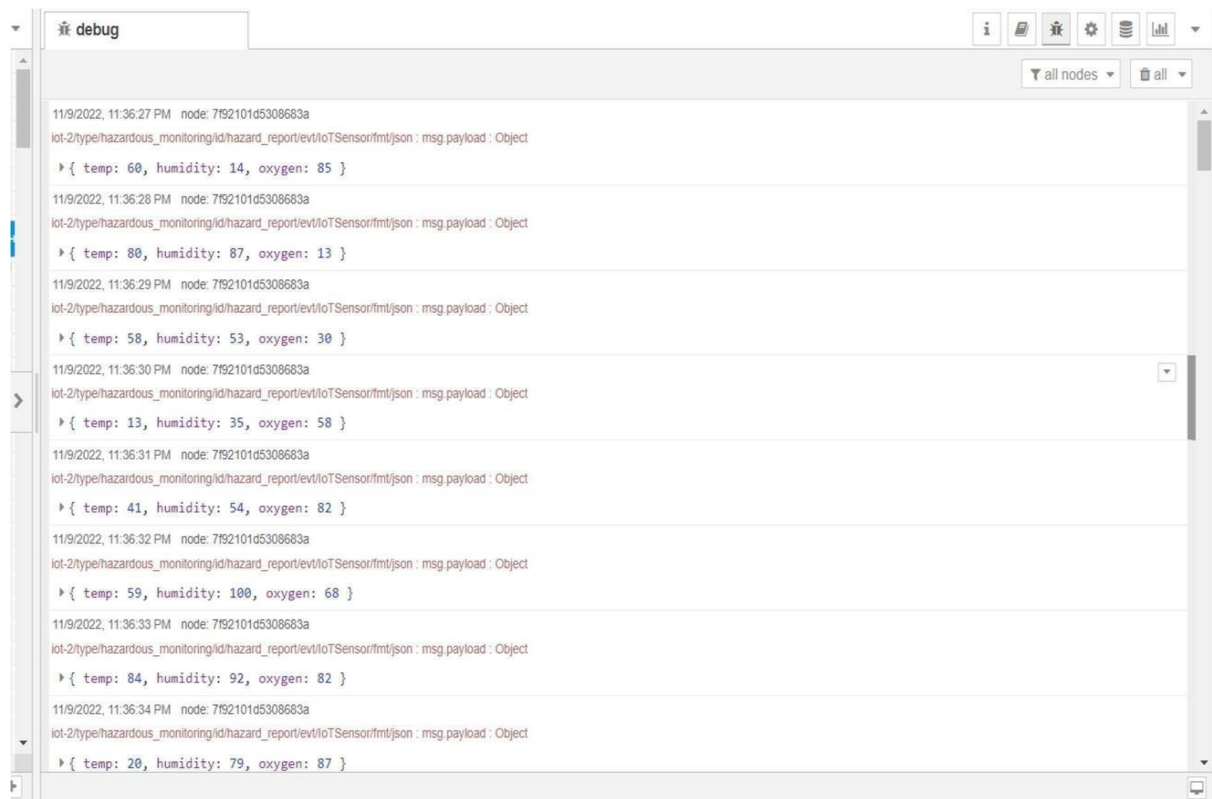 debug
i
all nodes
all
11/9/2022, 11:36:27 PM node: 7f92101d5308683a
iot-2/type/hazardous_monitoring/id/hazard_report/evt/IoTSensor/fmt/json : msg.payload : Object
{ temp: 60, humidity: 14, oxygen: 85 }
11/9/2022, 11:36:28 PM node: 7f92101d5308683a
iot-2/type/hazardous_monitoring/id/hazard_report/evt/IoTSensor/fmt/json : msg.payload : Object
{ temp: 80, humidity: 87, oxygen: 13 }
11/9/2022, 11:36:29 PM node: 7f92101d5308683a
iot-2/type/hazardous_monitoring/id/hazard_report/evt/IoTSensor/fmt/json : msg.payload : Object
{ temp: 58, humidity: 53, oxygen: 30 }
11/9/2022, 11:36:30 PM node: 7f92101d5308683a
iot-2/type/hazardous_monitoring/id/hazard_report/evt/IoTSensor/fmt/json : msg.payload : Object
{ temp: 13, humidity: 35, oxygen: 58 }
11/9/2022, 11:36:31 PM node: 7f92101d5308683a
iot-2/type/hazardous_monitoring/id/hazard_report/evt/IoTSensor/fmt/json : msg.payload : Object
{ temp: 41, humidity: 54, oxygen: 82 }
11/9/2022, 11:36:32 PM node: 7f92101d5308683a
iot-2/type/hazardous_monitoring/id/hazard_report/evt/IoTSensor/fmt/json : msg.payload : Object
{ temp: 59, humidity: 100, oxygen: 68 }
11/9/2022, 11:36:33 PM node: 7f92101d5308683a
iot-2/type/hazardous_monitoring/id/hazard_report/evt/IoTSensor/fmt/json : msg.payload : Object
{ temp: 84, humidity: 92, oxygen: 82 }
11/9/2022, 11:36:34 PM node: 7f92101d5308683a
iot-2/type/hazardous_monitoring/id/hazard_report/evt/IoTSensor/fmt/json : msg.payload : Object
{ temp: 20, humidity: 79, oxygen: 87 }